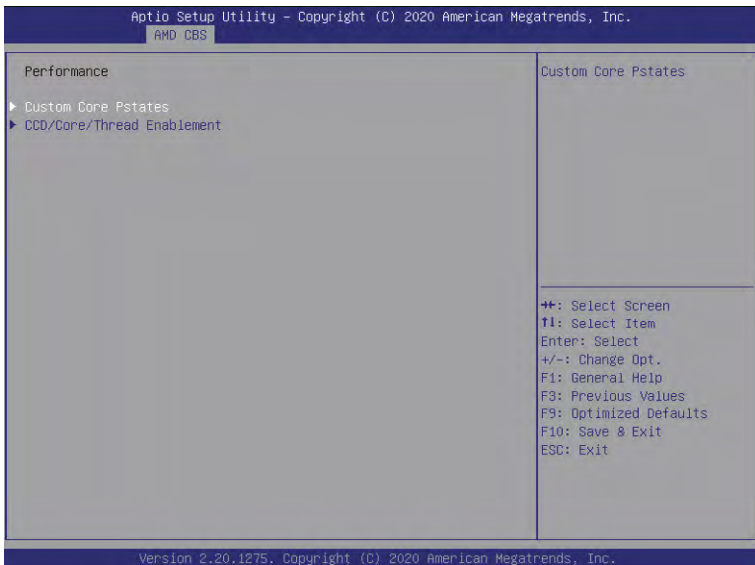 Aptio Setup Utility – Copyright (C) 2020 American Megatrends, Inc.
AMD CBS
Performance
Custom Core Pstates
CCD/Core/Thread Enablement
Custom Core Pstates
→←: Select Screen
↑↓: Select Item
Enter: Select
+/-: Change Opt.
F1: General Help
F3: Previous Values
F9: Optimized Defaults
F10: Save & Exit
ESC: Exit
Version 2.20.1275. Copyright (C) 2020 American Megatrends, Inc.